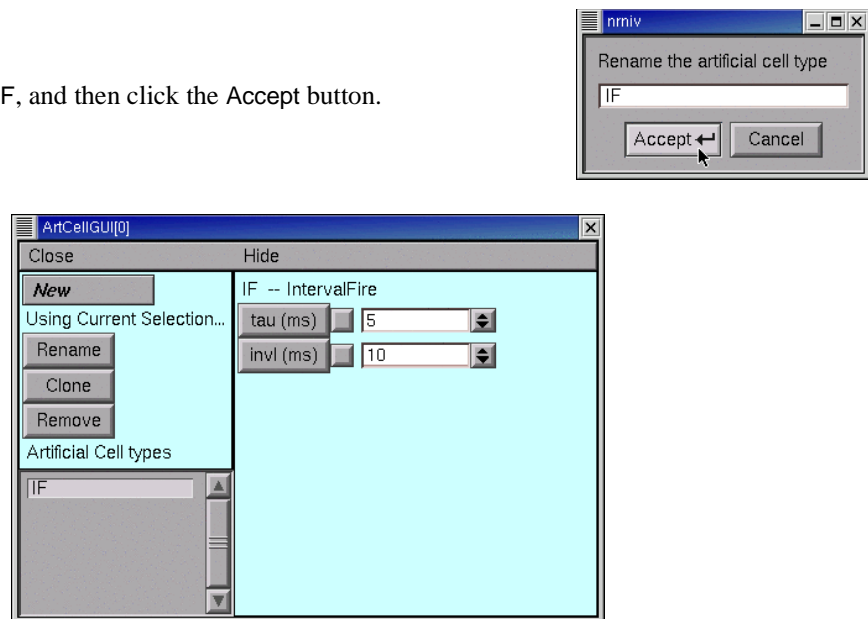 nrniv
Rename the artificial cell type
F, and then click the Accept button.
IF
Accept
Cancel
ArtCellGUI[0]
Close
Hide
New
IF -- IntervalFire
Using Current Selection...
tau (ms)
5
Rename
invl (ms)
10
Clone
Remove
Artificial Cell types
IF